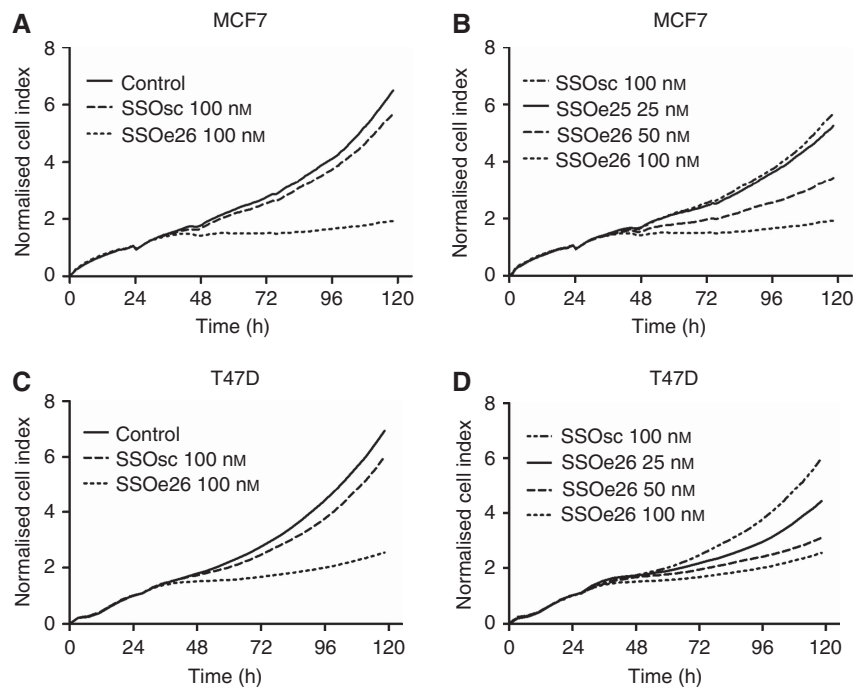 A
MCF7
Normalised cell index
8
6
4
2
0
Control
SSOsc 100 nM
SSOe26 100 nM
0 24 48 72 96 120
Time (h)
B
MCF7
Normalised cell index
8
6
4
2
0
SSOsc 100 nM
SSOe25 25 nM
SSOe26 50 nM
SSOe26 100 nM
0 24 48 72 96 120
Time (h)
C
T47D
Normalised cell index
8
6
4
2
0
Control
SSOsc 100 nM
SSOe26 100 nM
0 24 48 72 96 120
Time (h)
D
T47D
Normalised cell index
8
6
4
2
0
SSOsc 100 nM
SSOe26 25 nM
SSOe26 50 nM
SSOe26 100 nM
0 24 48 72 96 120
Time (h)